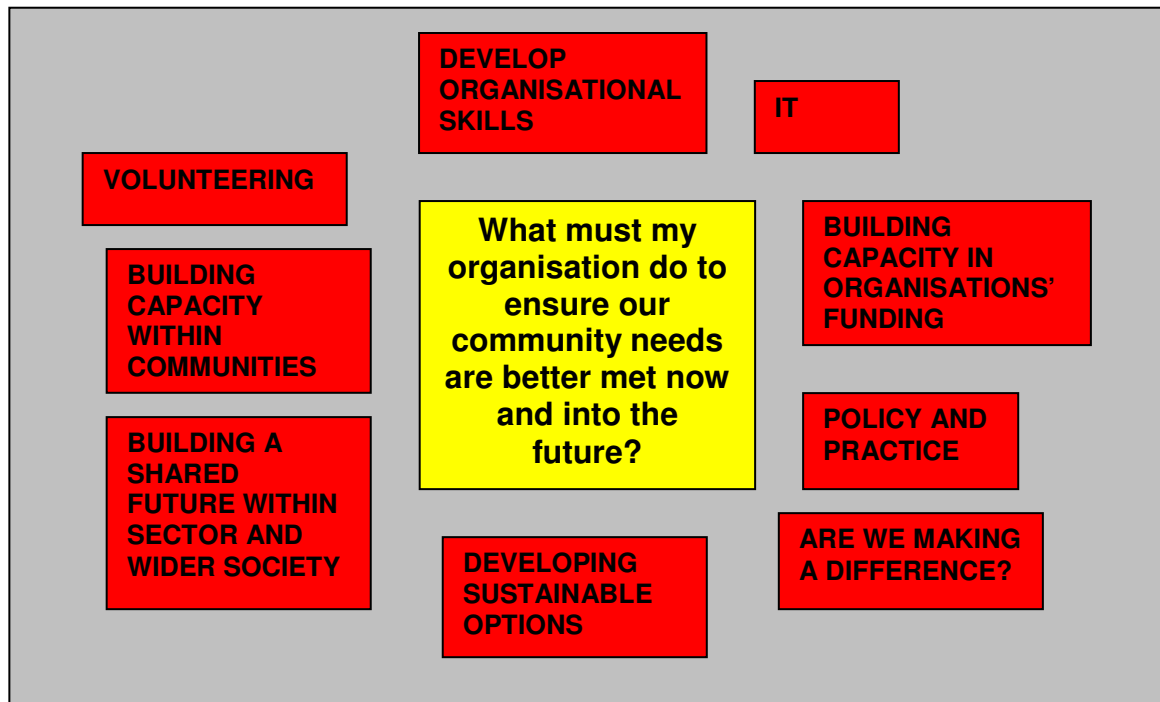 DEVELOP
ORGANISATIONAL
SKILLS
IT
VOLUNTEERING
BUILDING
CAPACITY
WITHIN
COMMUNITIES
What must my
organisation do to
ensure our
community needs
are better met now
and into the
future?
BUILDING
CAPACITY IN
ORGANISATIONS’
FUNDING
BUILDING A
SHARED
FUTURE WITHIN
SECTOR AND
WIDER SOCIETY
POLICY AND
PRACTICE
DEVELOPING
SUSTAINABLE
OPTIONS
ARE WE MAKING
A DIFFERENCE?